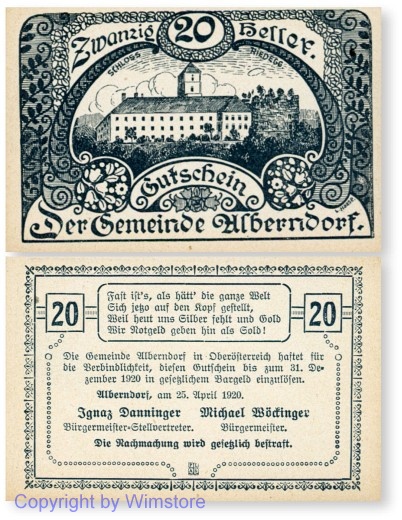 Zwanzig 20 Heller.
SCHLOSS RIEDEGG
Gutschein
Der Gemeinde Alberndorf.
Fast ist's, als hätt' die ganze Welt
Sich jetzo auf den Kopf gestellt,
Weil heut uns Silber fehlt und Gold
Wir Notgeld geben hin als Sold!
20
20
Die Gemeinde Alberndorf in Oberösterreich haftet für
die Verbindlichkeit, diesen Gutschein bis zum 31. De-
zember 1920 in gesetzlichem Bargeld einzulösen.
Alberndorf, am 25. April 1920.
Ignaz Danninger Michael Wöckinger
Bürgermeister-Stellvertreter. Bürgermeister.
Die Nachmachung wird gesetzlich bestraft.
Copyright by Wimstore